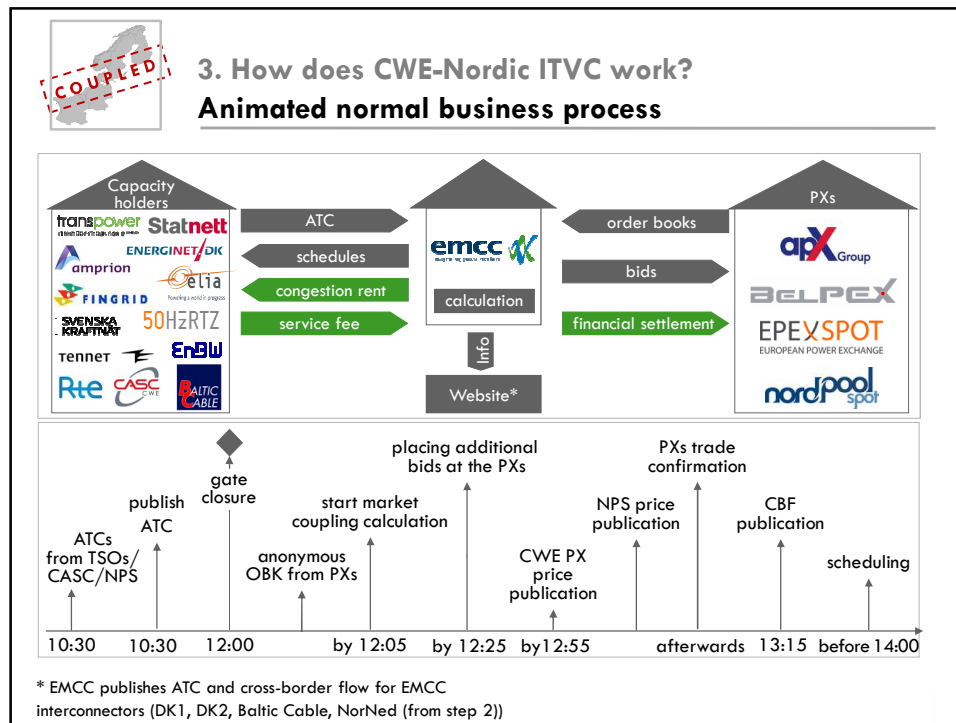 COUPLED
3. How does CWE-Nordic ITVC work?
Animated normal business process
Capacity
holders
transpower
Statnett
ENERGINET/DK
amprion
elia
Powering a world in progress
FINGRID
SVENSKA
KRAFTNÄT
50HERTZ
TENNET
EnBW
Rte
CASC
CWE
BALTIC
CABLE
ATC
schedules
congestion rent
service fee
emcc
calculation
Info
Website*
order books
bids
financial settlement
PXs
apX
Group
BELPEX
EPEXSPOT
EUROPEAN POWER EXCHANGE
nordpool
spot
ATCs
from TSOs/
CASC/NPS
publish
ATC
gate
closure
anonymous
OBK from PXs
start market
coupling calculation
placing additional
bids at the PXs
CWE PX
price
publication
NPS price
publication
PXs trade
confirmation
CBF
publication
scheduling
10:30
10:30
12:00
by 12:05
by 12:25
by12:55
afterwards
13:15
before 14:00
* EMCC publishes ATC and cross-border flow for EMCC
interconnectors (DK1, DK2, Baltic Cable, NorNed (from step 2))